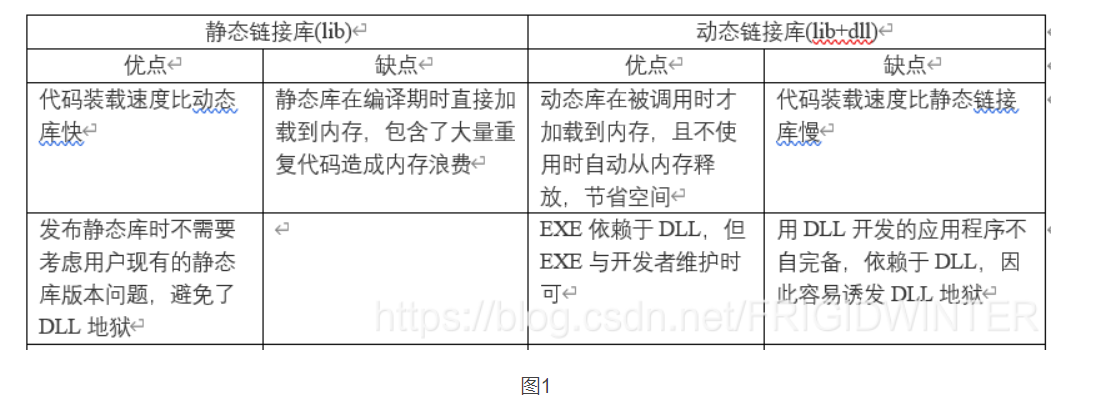 静态链接库(lib)
动态链接库(lib+dll)
优点
缺点
优点
缺点
代码装载速度比动态
库快
静态库在编译期时直接加
载到内存，包含了大量重
复代码造成内存浪费
动态库在被调用时才
加载到内存，且不使
用时自动从内存释
放，节省空间
代码装载速度比静态链接
库慢
发布静态库时不需要
考虑用户现有的静态
库版本问题，避免了
DLL 地狱
EXE 依赖于 DLL，但
EXE 与开发者维护时
可
用 DLL 开发的应用程序不
自完备，依赖于 DLL，因
此容易诱发 DLL 地狱
https://blog.csdn.net/FRIGIDWINTER
图1